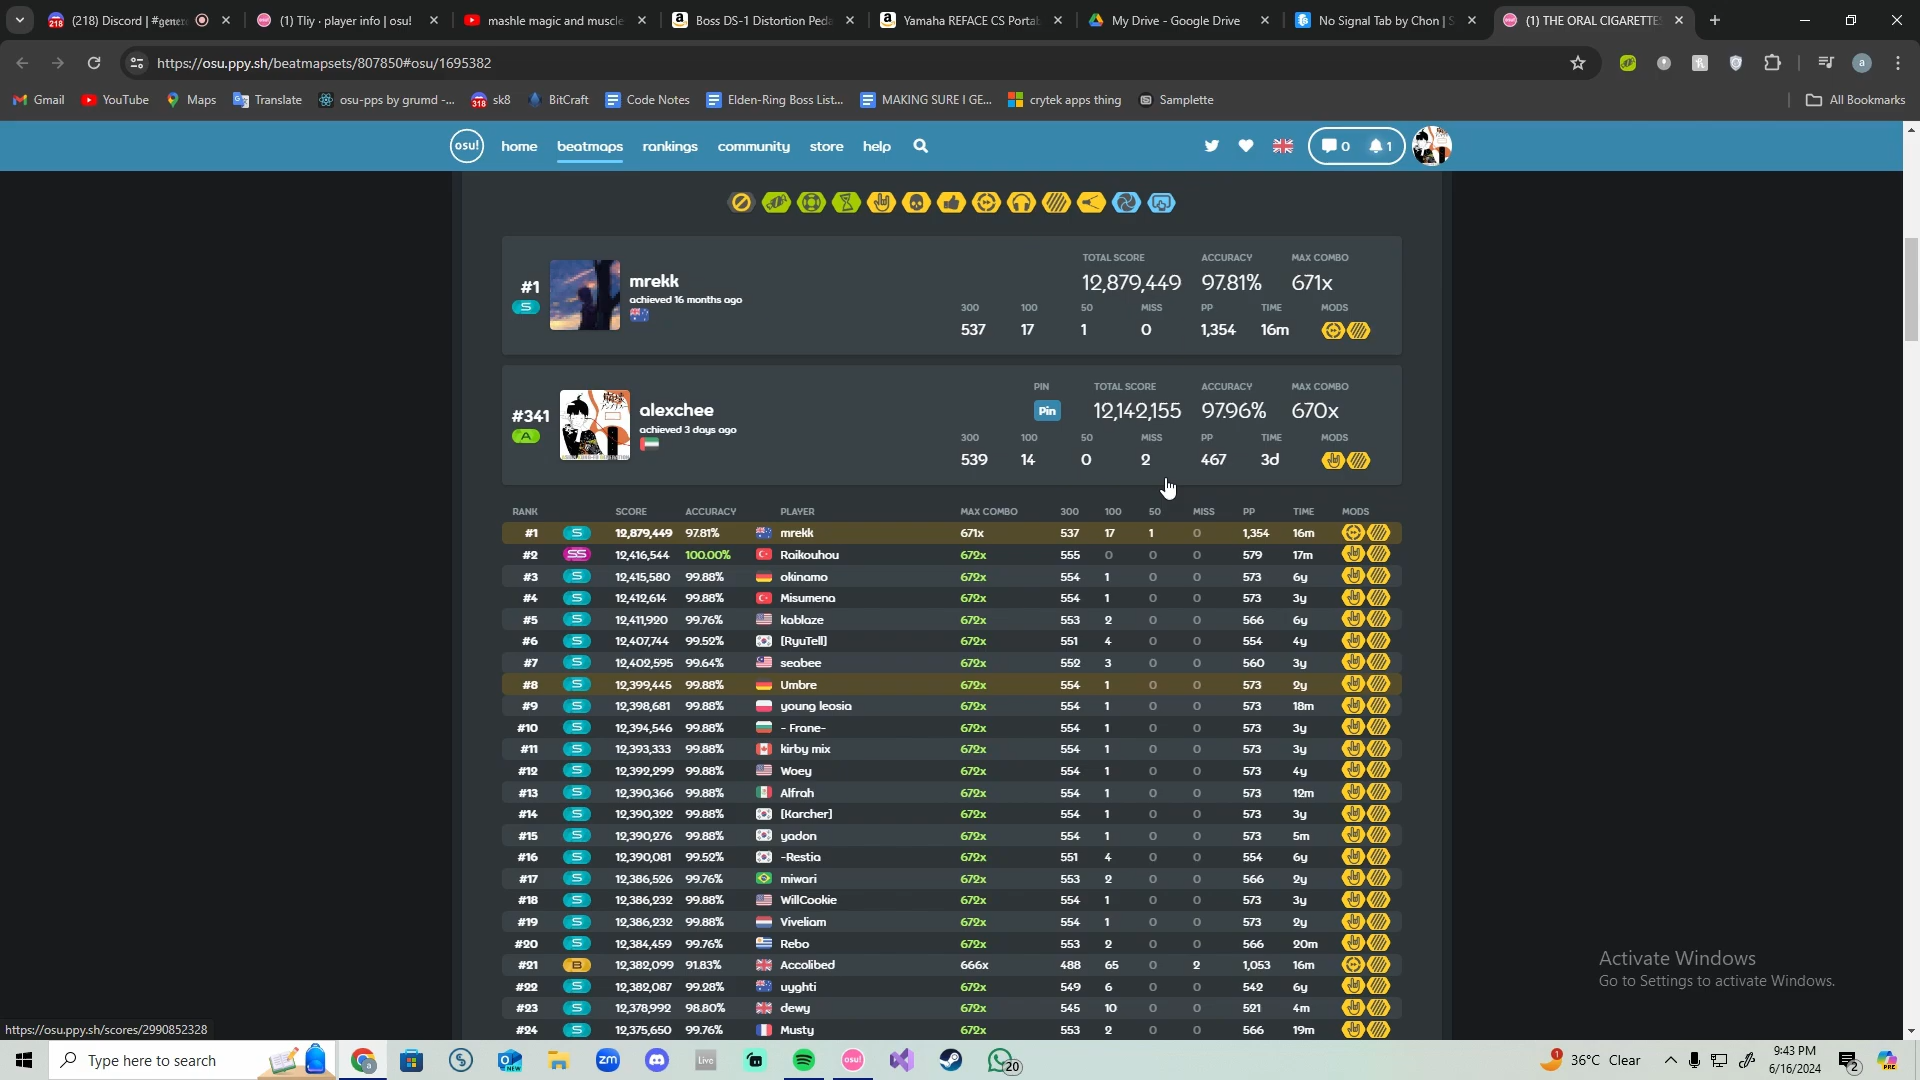 (218) Discord | #genera
(1) Tliy · player info | osu!
mashle magic and muscle
Boss DS-1 Distortion Peda
Yamaha REFACE CS Portab
My Drive - Google Drive
No Signal Tab by Chon | S
(1) THE ORAL CIGARETTES
https://osu.ppy.sh/beatmapsets/807850#osu/1695382
Gmail YouTube Maps Translate osu-pps by grumd -... sk8 BitCraft Code Notes Elden-Ring Boss List... MAKING SURE I GE... crytek apps thing Samplette All Bookmarks
osu! home beatmaps rankings community store help 0 1
#1 S mrekk
achieved 16 months ago
TOTAL SCORE ACCURACY MAX COMBO
12,879,449 97.81% 671x
300 100 50 MISS PP TIME MODS
537 17 1 0 1,354 16m
#341 A alexchee
achieved 3 days ago
PIN TOTAL SCORE ACCURACY MAX COMBO
Pin 12,142,155 97.96% 670x
300 100 50 MISS PP TIME MODS
539 14 0 2 467 3d
RANK SCORE ACCURACY PLAYER MAX COMBO 300 100 50 MISS PP TIME MODS
#1 S 12,879,449 97.81% mrekk 671x 537 17 1 0 1,354 16m
#2 SS 12,416,544 100.00% Raikouhou 672x 555 0 0 0 579 17m
#3 S 12,415,580 99.88% okinamo 672x 554 1 0 0 573 6y
#4 S 12,412,614 99.88% Misumena 672x 554 1 0 0 573 3y
#5 S 12,411,920 99.76% kablaze 672x 553 2 0 0 566 6y
#6 S 12,407,744 99.52% [RyuTell] 672x 551 4 0 0 554 4y
#7 S 12,402,595 99.64% seabee 672x 552 3 0 0 560 3y
#8 S 12,399,445 99.88% Umbre 672x 554 1 0 0 573 2y
#9 S 12,398,681 99.88% young leosia 672x 554 1 0 0 573 18m
#10 S 12,394,546 99.88% - Frane- 672x 554 1 0 0 573 3y
#11 S 12,393,333 99.88% kirby mix 672x 554 1 0 0 573 3y
#12 S 12,392,299 99.88% Woey 672x 554 1 0 0 573 4y
#13 S 12,390,366 99.88% Alfrah 672x 554 1 0 0 573 12m
#14 S 12,390,322 99.88% [Karcher] 672x 554 1 0 0 573 3y
#15 S 12,390,276 99.88% yadon 672x 554 1 0 0 573 5m
#16 S 12,390,081 99.52% -Restia 672x 551 4 0 0 554 6y
#17 S 12,386,526 99.76% miwari 672x 553 2 0 0 566 2y
#18 S 12,386,232 99.88% WillCookie 672x 554 1 0 0 573 3y
#19 S 12,386,232 99.88% Viveliam 672x 554 1 0 0 573 2y
#20 S 12,384,459 99.76% Rebo 672x 553 2 0 0 566 20m
#21 B 12,382,099 91.83% Accolibed 666x 488 65 0 2 1,053 16m
#22 S 12,382,087 99.28% uyghti 672x 549 6 0 0 542 6y
#23 S 12,378,992 98.80% dewy 672x 545 10 0 0 521 4m
#24 S 12,375,650 99.76% Musty 672x 553 2 0 0 566 19m
Activate Windows
Go to Settings to activate Windows.
https://osu.ppy.sh/scores/2990852328
Type here to search
36°C Clear
9:43 PM
6/16/2024